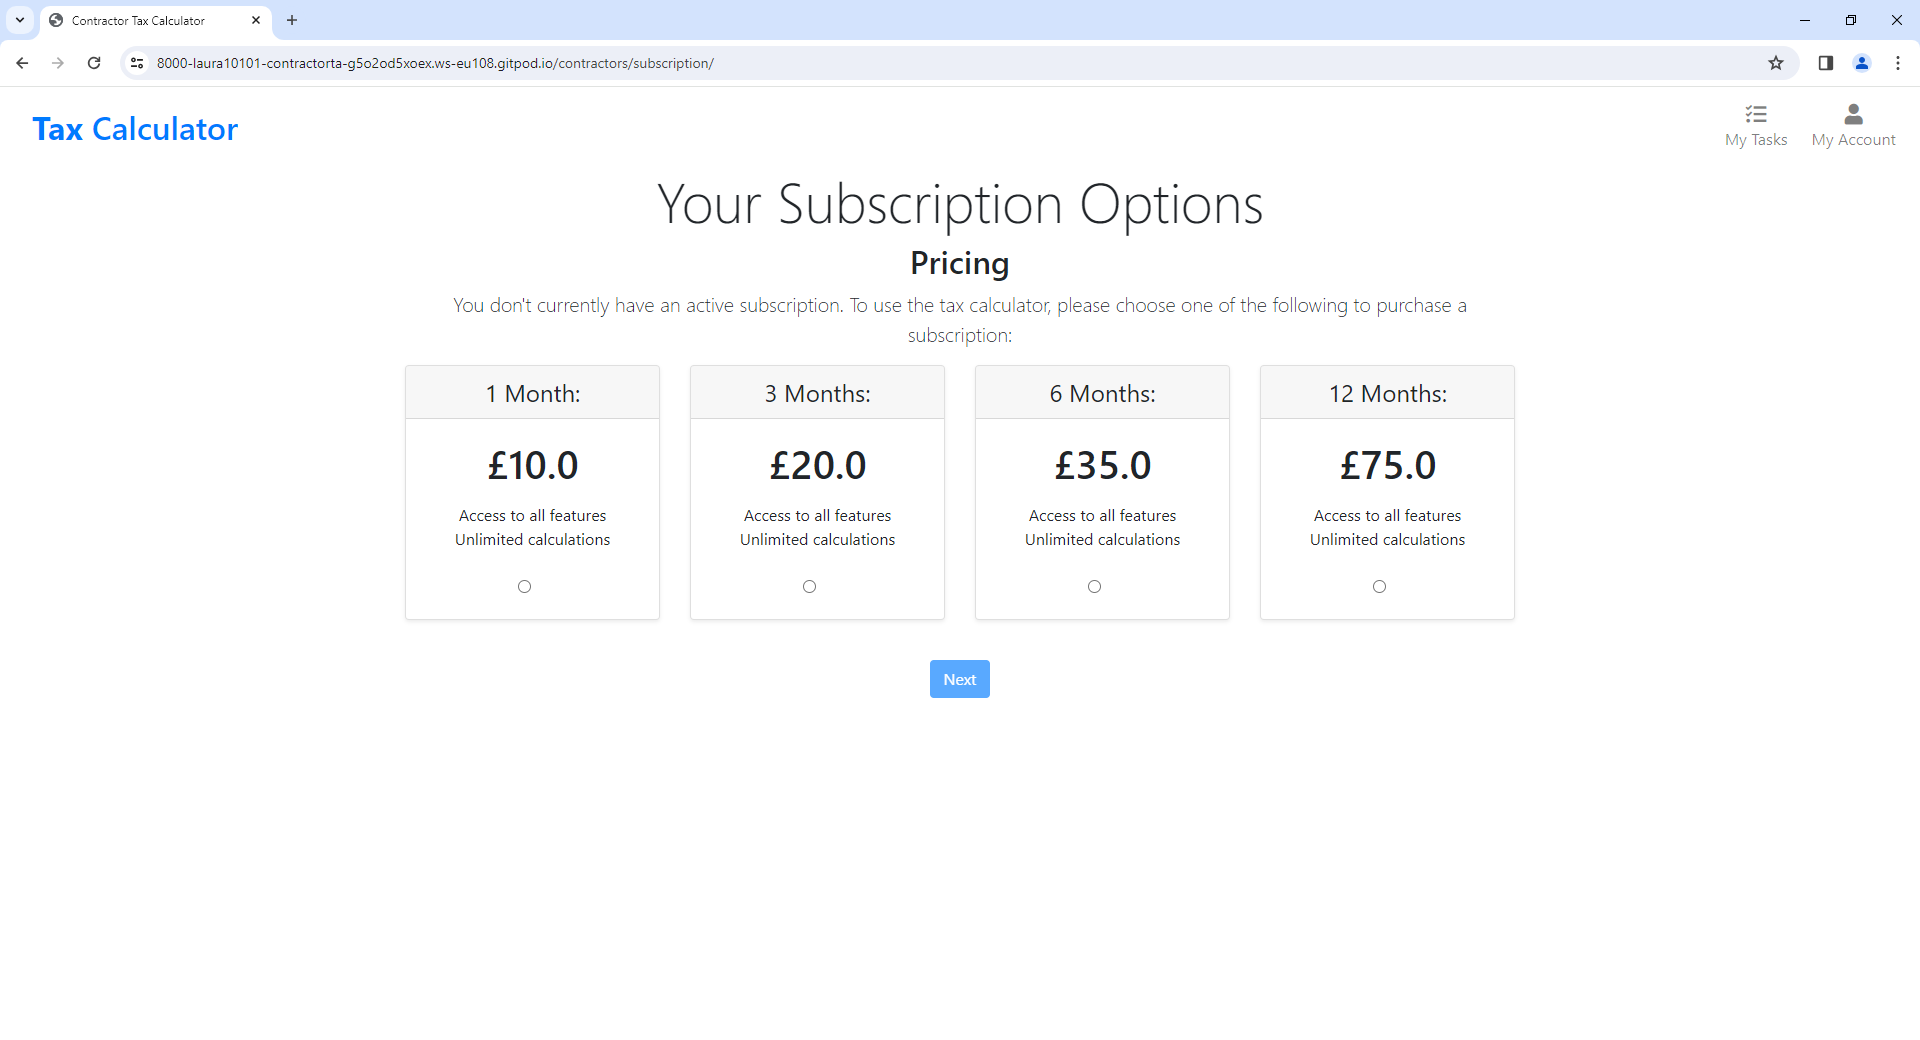 Contractor Tax Calculator
8000-laura10101-contractorta-g5o2od5xoex.ws-eu108.gitpod.io/contractors/subscription/
Tax Calculator
My Tasks
My Account
Your Subscription Options
Pricing
You don't currently have an active subscription. To use the tax calculator, please choose one of the following to purchase a
subscription:
1 Month:
£10.0
Access to all features
Unlimited calculations
3 Months:
£20.0
Access to all features
Unlimited calculations
6 Months:
£35.0
Access to all features
Unlimited calculations
12 Months:
£75.0
Access to all features
Unlimited calculations
Next